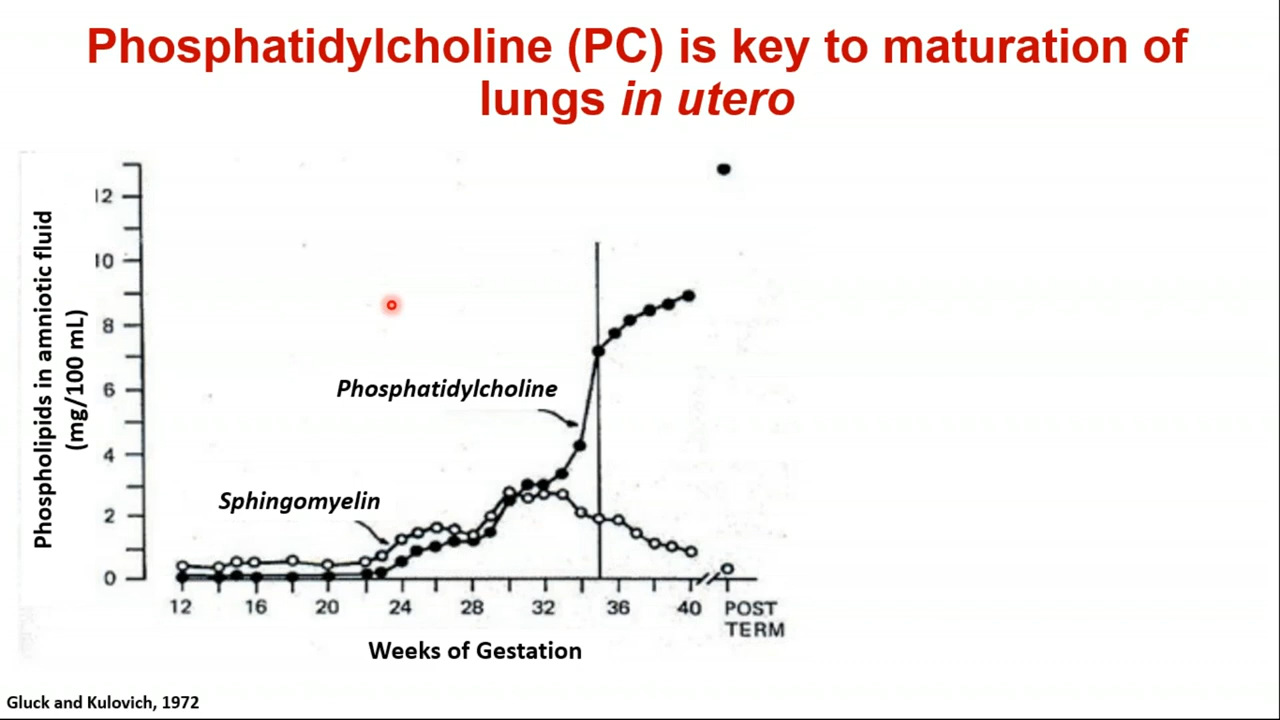 Phosphatidylcholine (PC) is key to maturation of
lungs in utero
Phospholipids in amniotic fluid
(mg/100 mL)
12
10
8
6
4
2
0
Phosphatidylcholine
Sphingomyelin
12 16 20 24 28 32 36 40 POST
TERM
Weeks of Gestation
Gluck and Kulovich, 1972